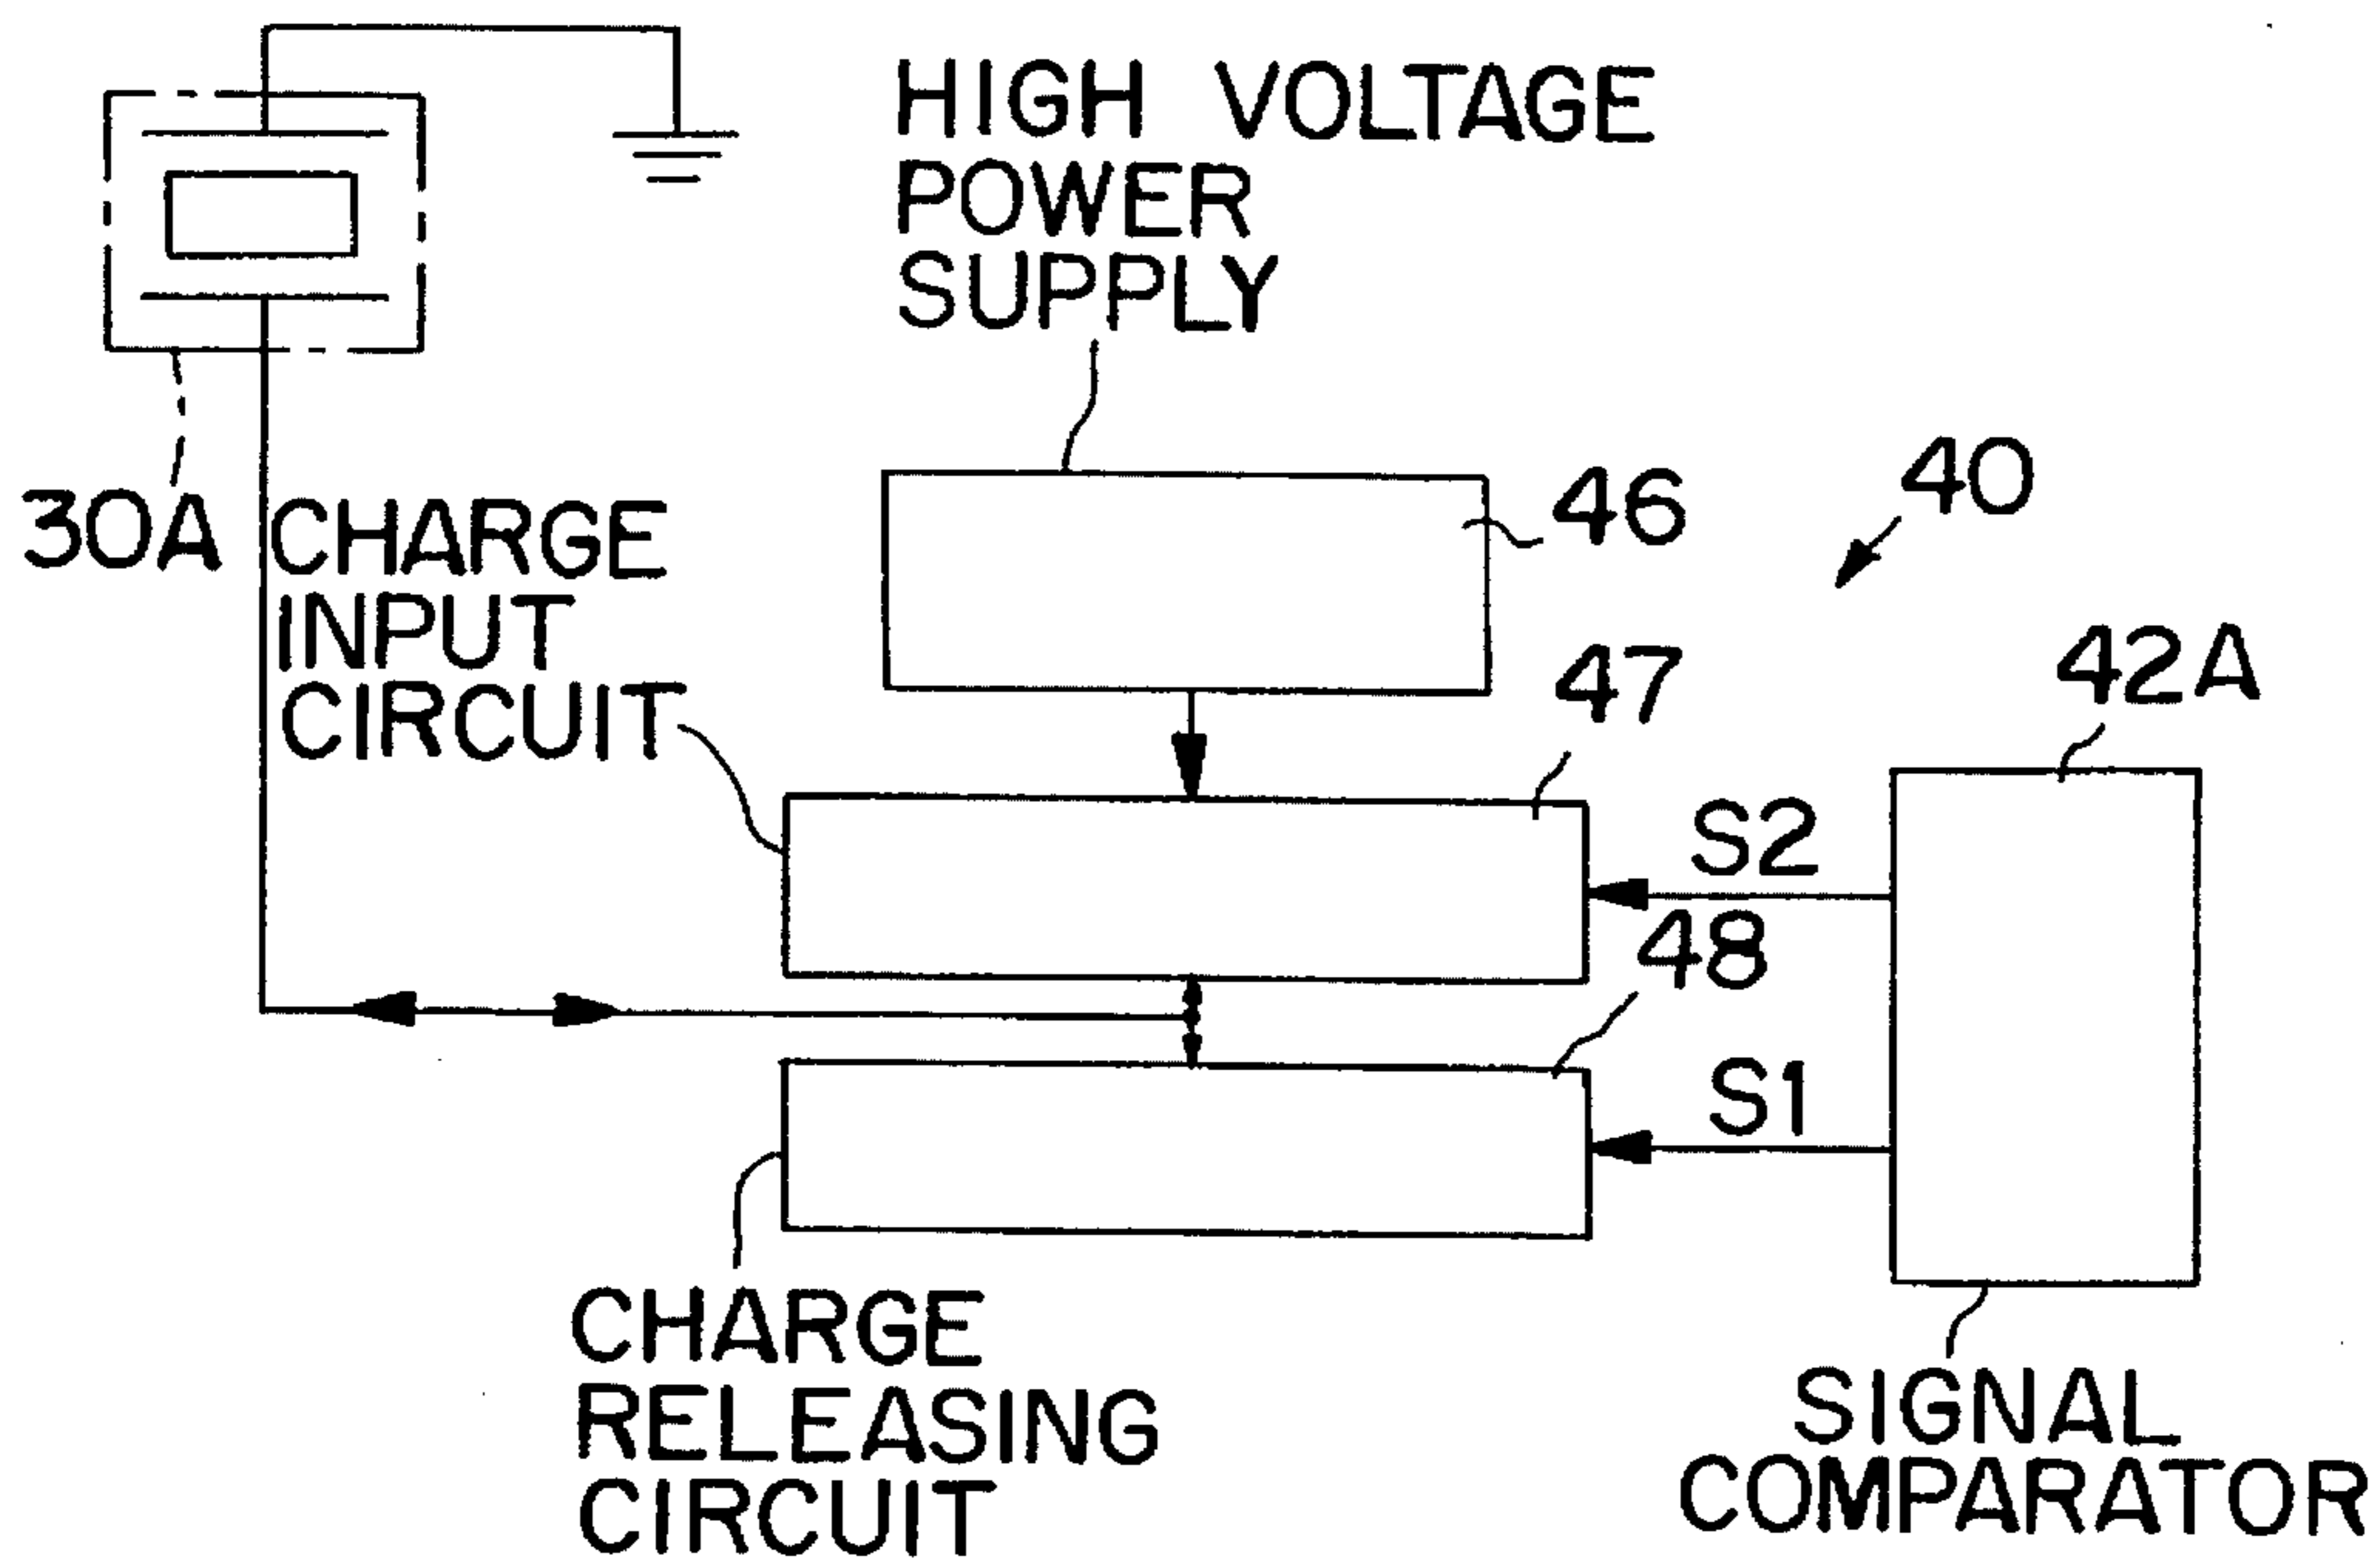 HIGH VOLTAGE
POWER
SUPPLY
40
46
30A
CHARGE
INPUT
CIRCUIT
47
42A
S2
48
S1
CHARGE
RELEASING
CIRCUIT
SIGNAL
COMPARATOR